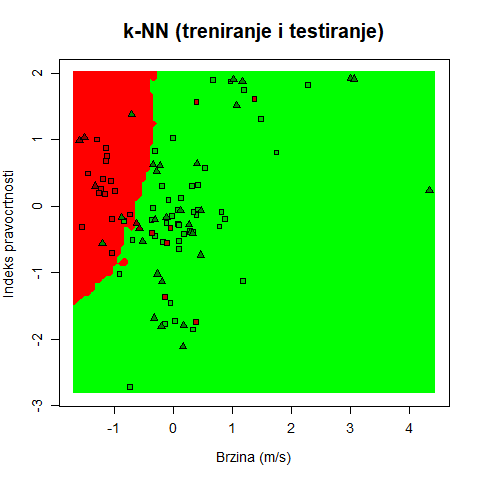 k-NN (treniranje i testiranje)
Indeks pravocrtnosti
2
1
0
-1
-2
-3
-1 0 1 2 3 4
Brzina (m/s)